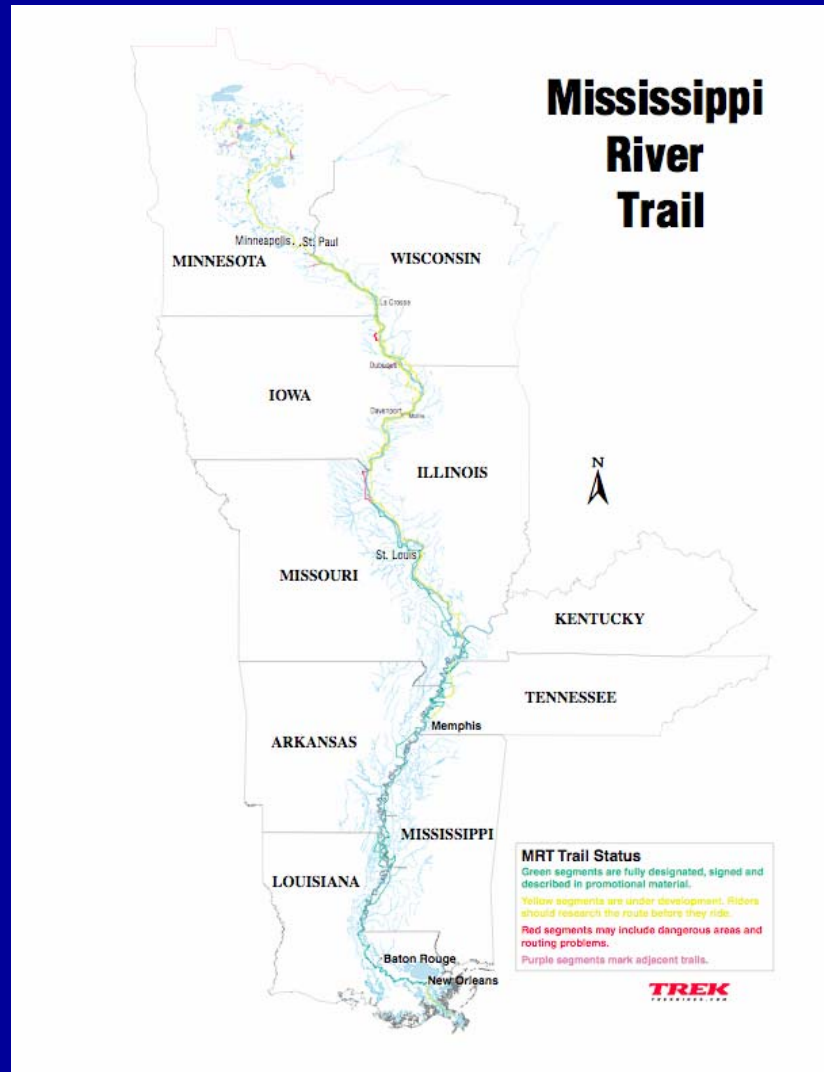 Mississippi
River
Trail
Minneapolis. .St. Paul
MINNESOTA
WISCONSIN
La Crosse
Dubuque
IOWA
Davenport
Moline
ILLINOIS
N
St. Louis
MISSOURI
KENTUCKY
TENNESSEE
Memphis
ARKANSAS
MISSISSIPPI
LOUISIANA
Baton Rouge
New Orleans
MRT Trail Status
Green segments are fully designated, signed and
described in promotional material.
Yellow segments are under development. Riders
should research the route before they ride.
Red segments may include dangerous areas and
routing problems.
Purple segments mark adjacent trails.
TREK
TREKBIKES.COM